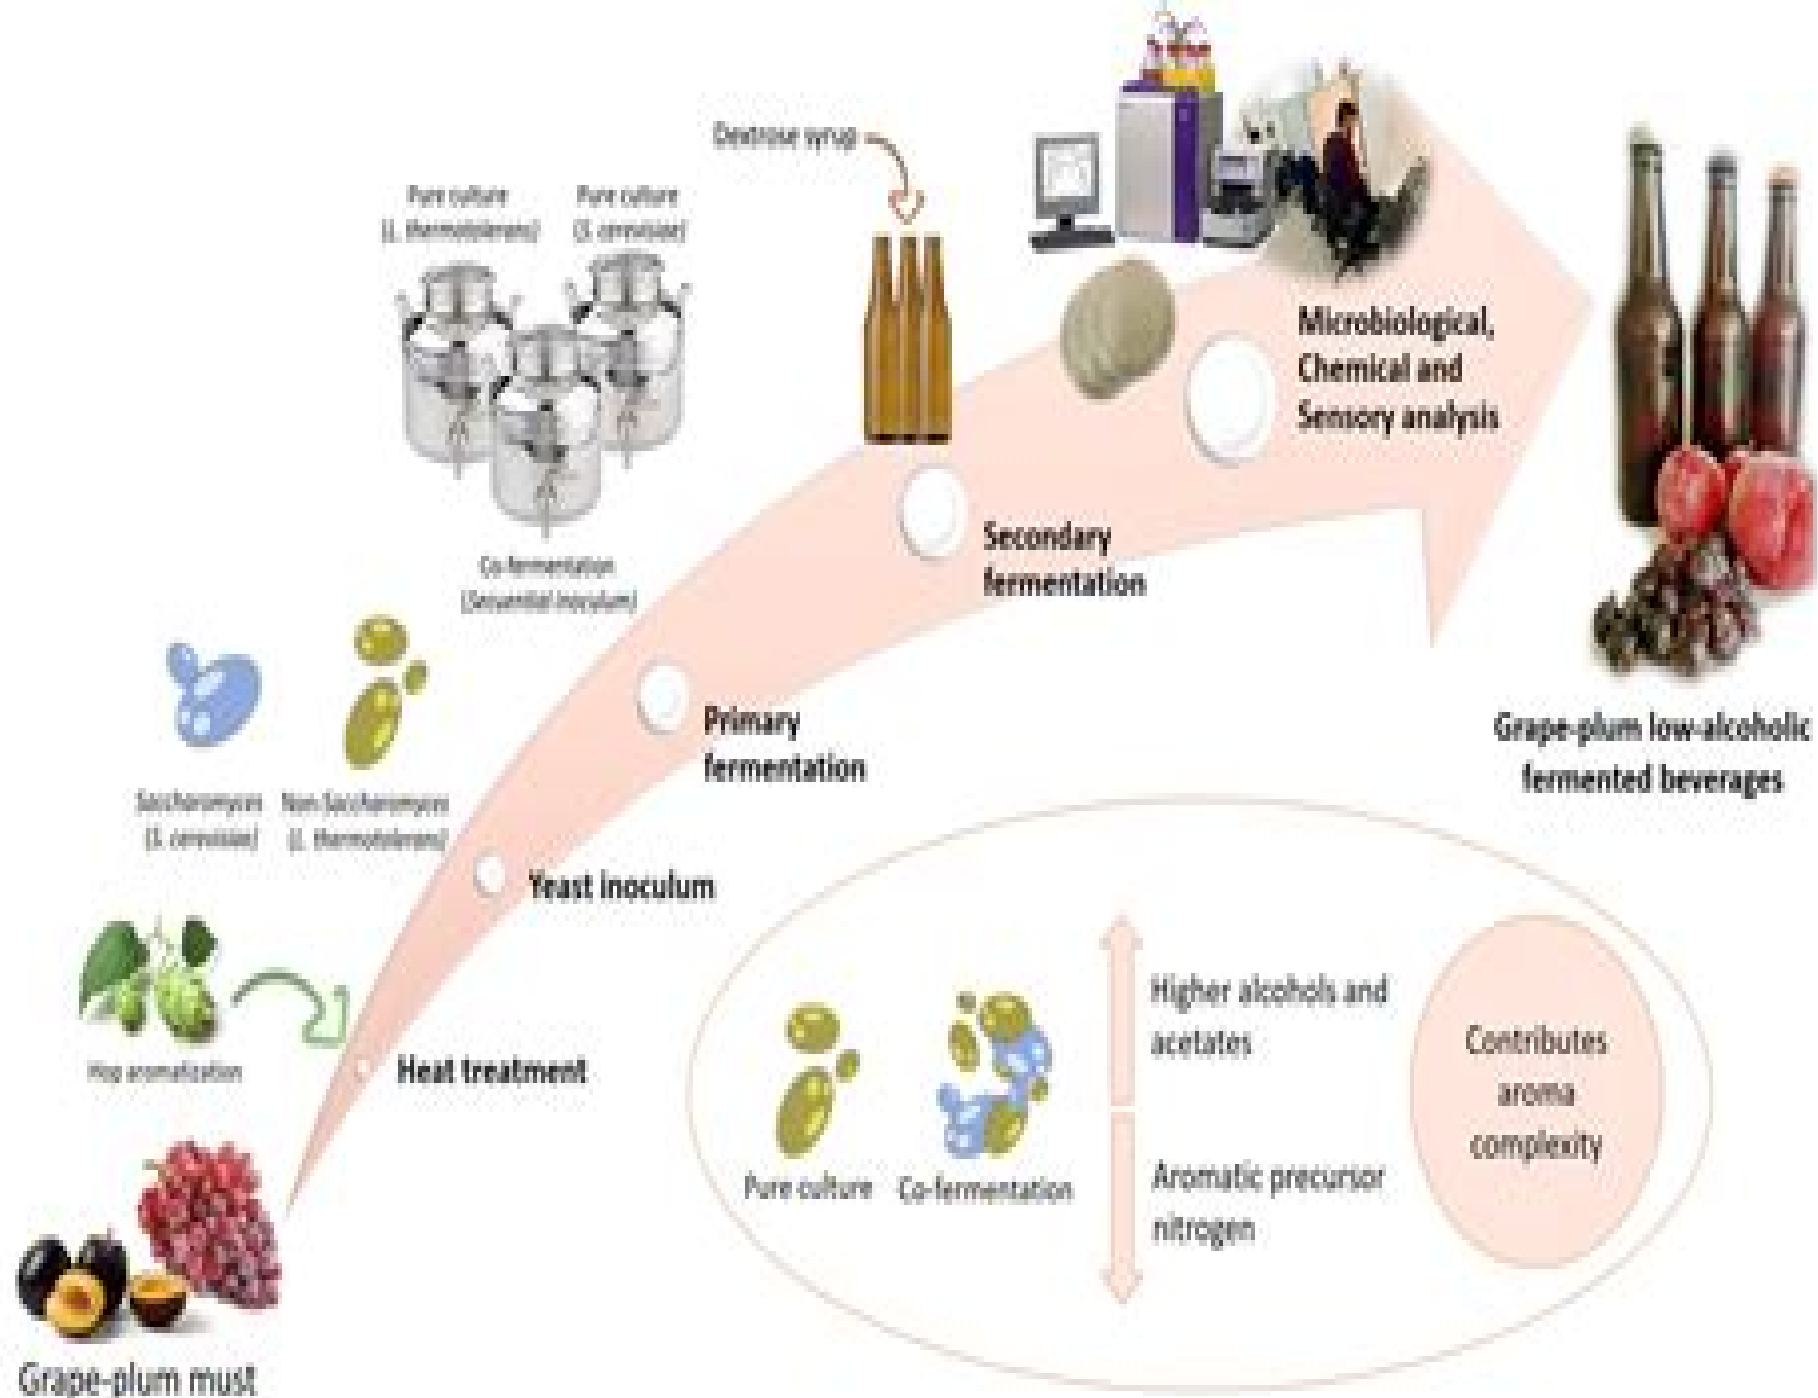 Dextrose syrup
Pure culture
(L. thermotolerans)
Pure culture
(S. cerevisiae)
Co-fermentation
(Sequential inoculum)
Microbiological,
Chemical and
Sensory analysis
Secondary
fermentation
Primary
fermentation
Saccharomyces
(S. cerevisiae)
Non-Saccharomyces
(L. thermotolerans)
Yeast inoculum
Hop aromatization
Heat treatment
Grape-plum must
Grape-plum low-alcoholic
fermented beverages
Pure culture
Co-fermentation
Higher alcohols and
acetates
Aromatic precursor
nitrogen
Contributes
aroma
complexity